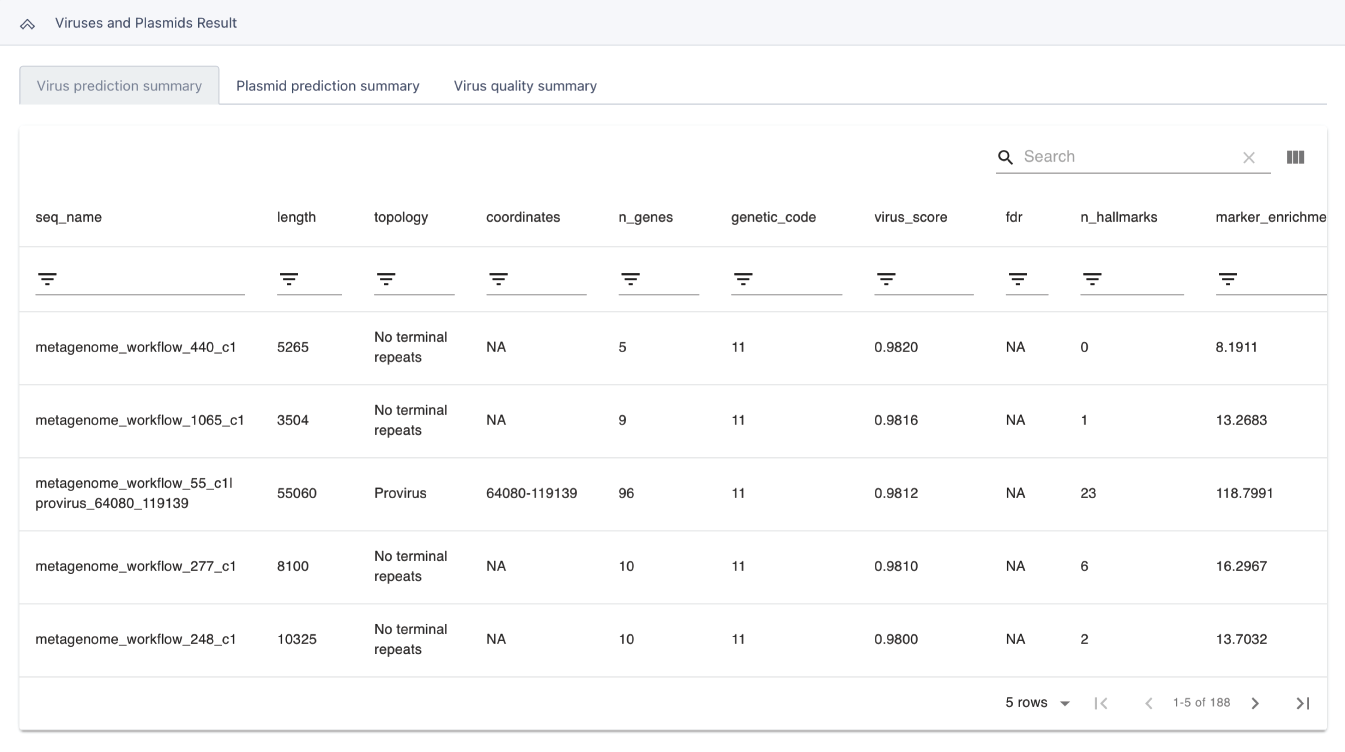 Viruses and Plasmids Result
Virus prediction summary Plasmid prediction summary Virus quality summary
Search
seq_name length topology coordinates n_genes genetic_code virus_score fdr n_hallmarks marker_enrichme
No terminal
metagenome_workflow_440_c1 5265 NA 5 11 0.9820 NA 0 8.1911
repeats
No terminal
metagenome_workflow_1065_c1 3504 NA 9 11 0.9816 NA 1 13.2683
repeats
metagenome_workflow_55_c1|
55060 Provirus 64080-119139 96 11 0.9812 NA 23 118.7991
provirus_64080_119139
No terminal
metagenome_workflow_277_c1 8100 NA 10 11 0.9810 NA 6 16.2967
repeats
No terminal
metagenome_workflow_248_c1 10325 NA 10 11 0.9800 NA 2 13.7032
repeats
5 rows 1-5 of 188